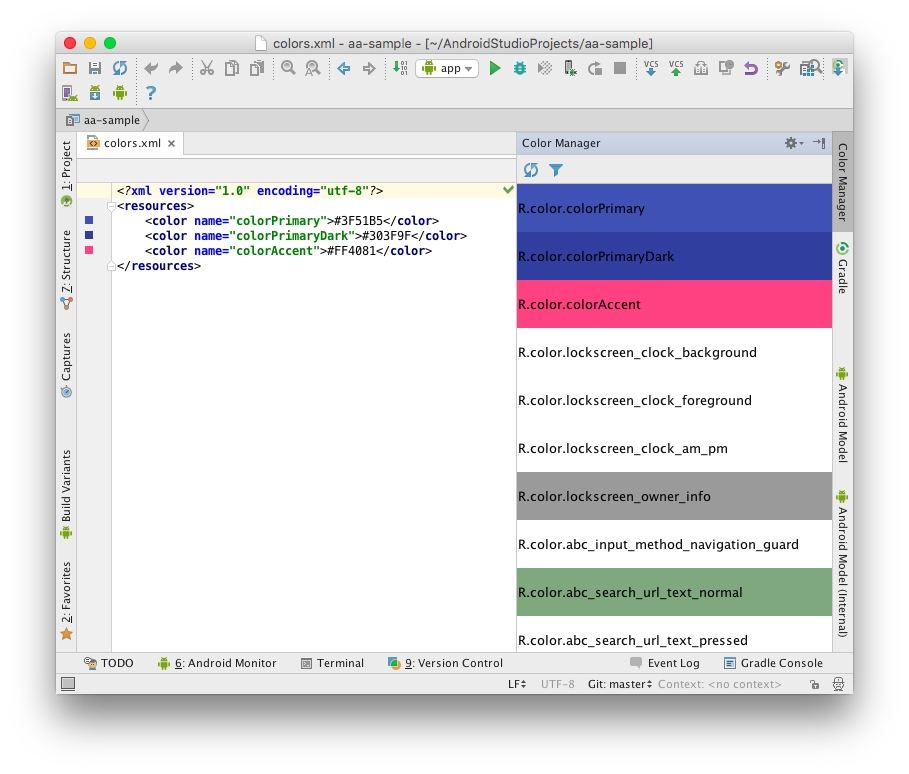 colors.xml - aa-sample - [~/AndroidStudioProjects/aa-sample]
app
VCS
VCS
?
aa-sample
1: Project
Z: Structure
Captures
Build Variants
2: Favorites
colors.xml
<?xml version="1.0" encoding="utf-8"?>
<resources>
<color name="colorPrimary">#3F51B5</color>
<color name="colorPrimaryDark">#303F9F</color>
<color name="colorAccent">#FF4081</color>
</resources>
Color Manager
R.color.colorPrimary
R.color.colorPrimaryDark
R.color.colorAccent
R.color.lockscreen_clock_background
R.color.lockscreen_clock_foreground
R.color.lockscreen_clock_am_pm
R.color.lockscreen_owner_info
R.color.abc_input_method_navigation_guard
R.color.abc_search_url_text_normal
R.color.abc_search_url_text_pressed
Color Manager
Gradle
Android Model
Android Model (Internal)
TODO
6: Android Monitor
Terminal
9: Version Control
Event Log
Gradle Console
LF
UTF-8
Git: master
Context: <no context>